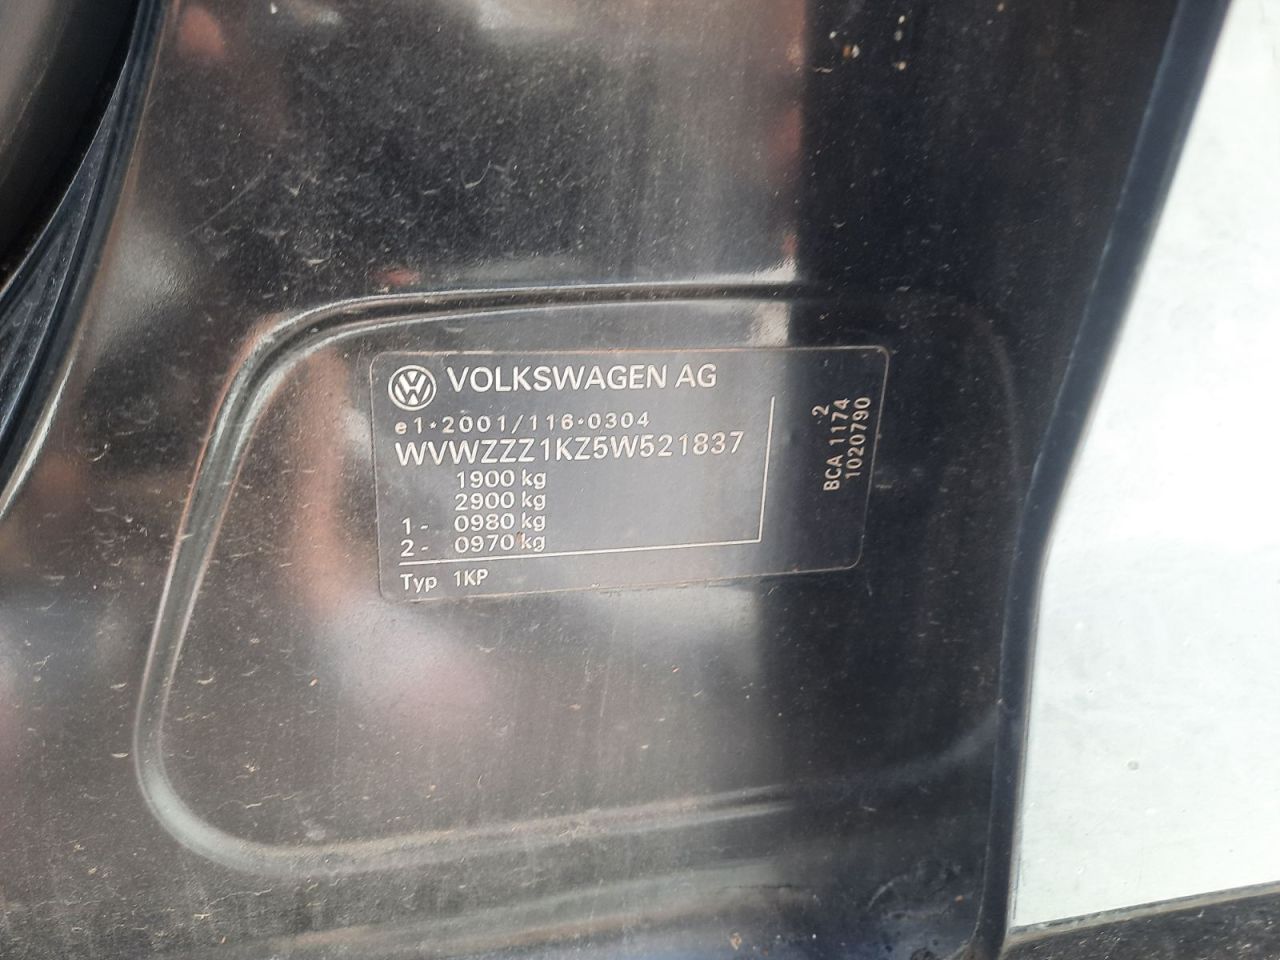 VOLKSWAGEN AG
e1*2001/116*0304
WVWZZZ1KZ5W521837
1900 kg
2900 kg
1- 0980 kg
2- 0970 kg
Typ 1KP
2
BCA 1174
1020790